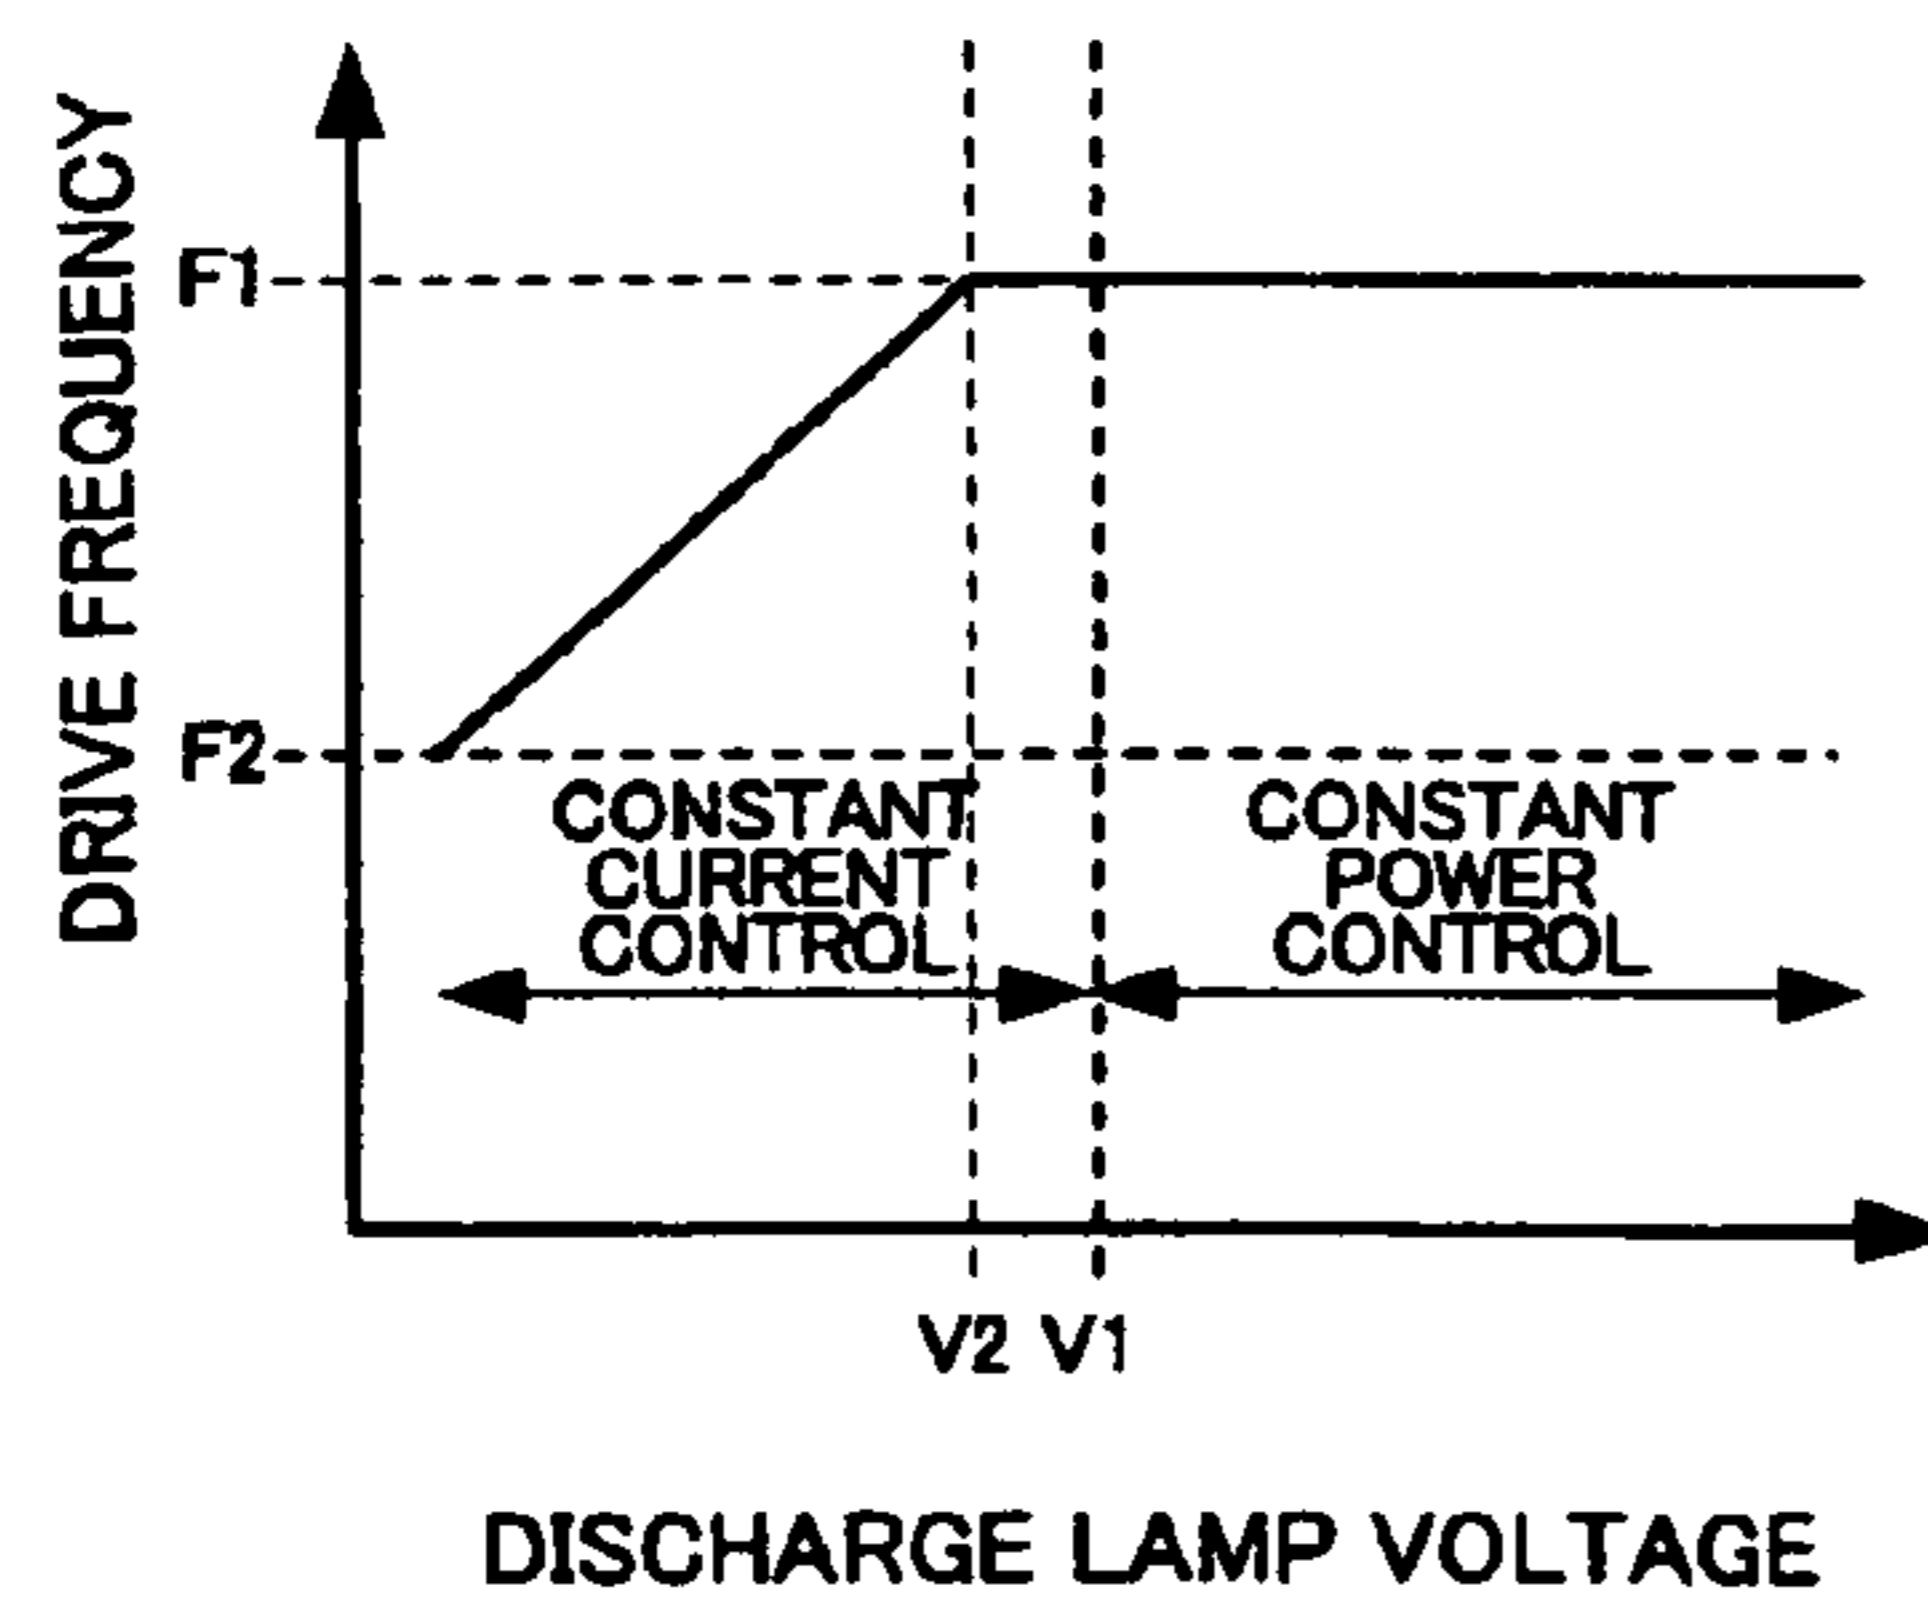 DRIVE FREQUENCY
F1
F2
CONSTANT
CURRENT
CONTROL
CONSTANT
POWER
CONTROL
V2 V1
DISCHARGE LAMP VOLTAGE